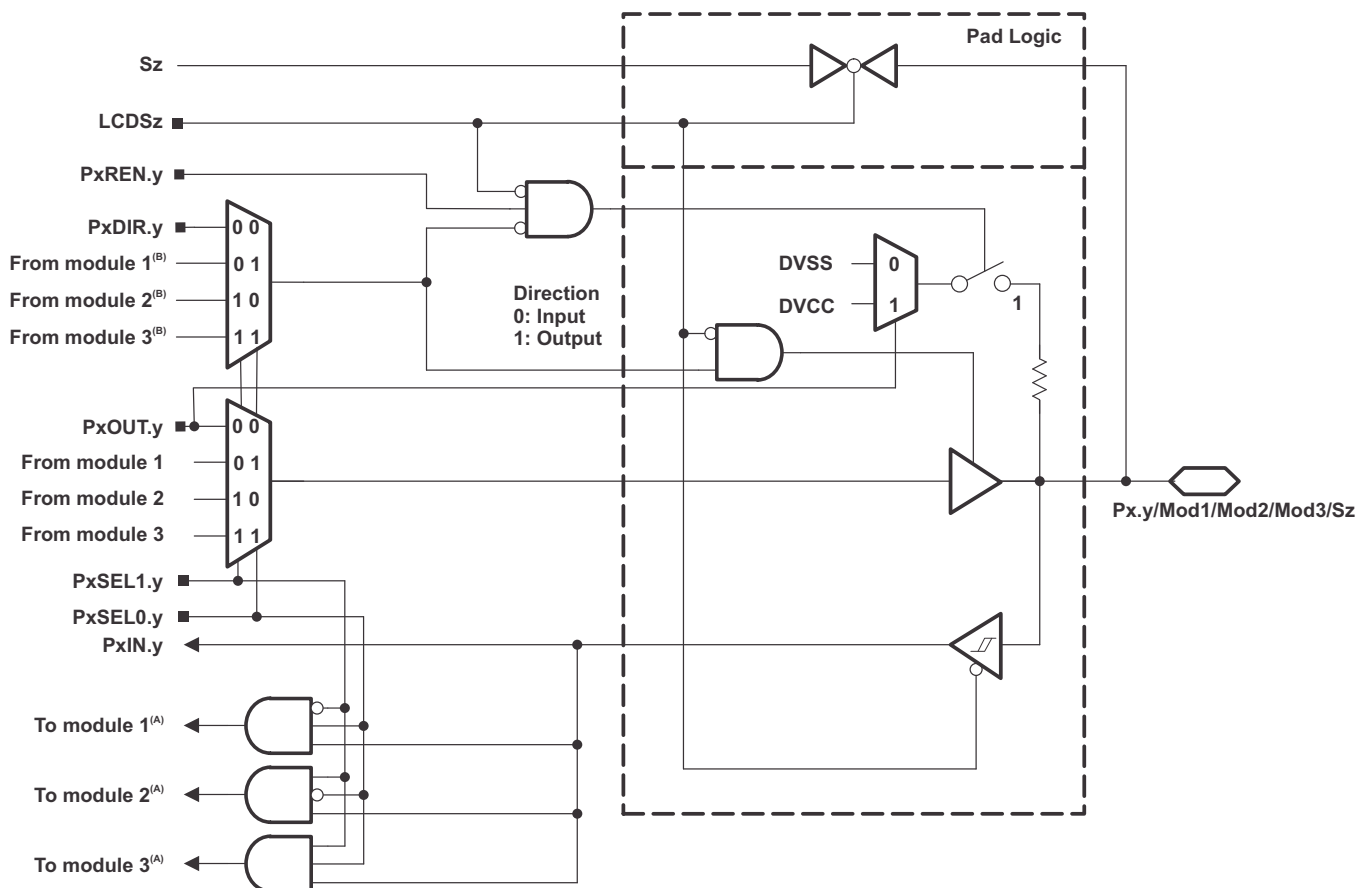 Pad Logic
Sz
LCDSz
PxREN.y
PxDIR.y
0 0
From module 1(B)
0 1
From module 2(B)
1 0
From module 3(B)
1 1
Direction
0: Input
1: Output
DVSS
0
DVCC
1
1
PxOUT.y
0 0
From module 1
0 1
From module 2
1 0
From module 3
1 1
Px.y/Mod1/Mod2/Mod3/Sz
PxSEL1.y
PxSEL0.y
PxIN.y
To module 1(A)
To module 2(A)
To module 3(A)